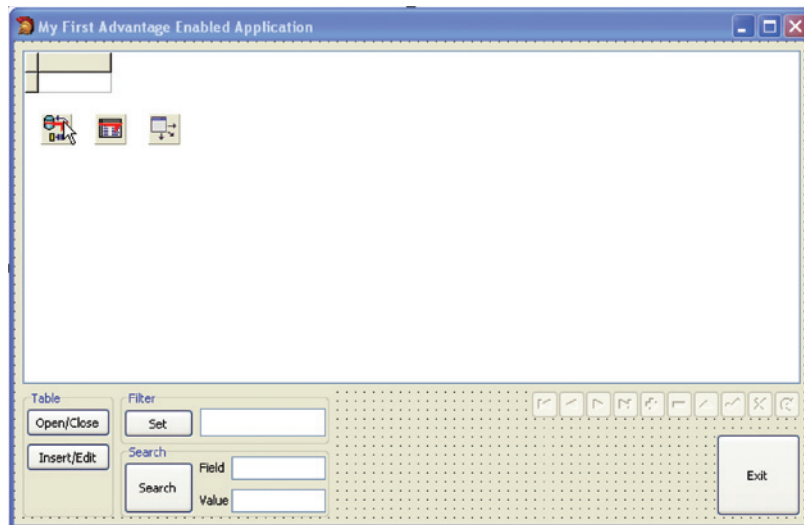 My First Advantage Enabled Application
Table
Open/Close
Insert/Edit
Filter
Set
Search
Search
Field
Value
Exit